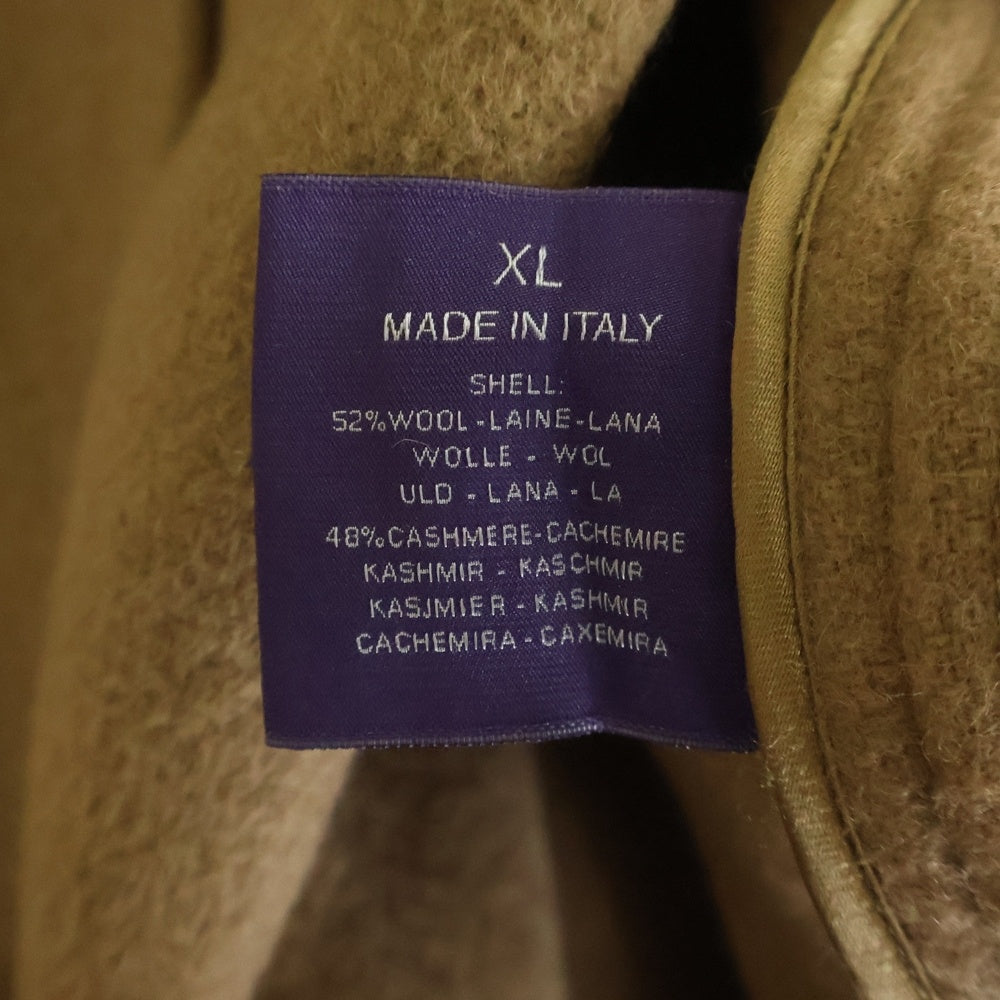 XL
MADE IN ITALY
SHELL:
52%WOOL-LAINE-LANA
WOLLE - WOL
ULD - LANA - LA
48%CASHMERE-CACHEMIRE
KASHMIR - KASCHMIR
KASJMIER - KASHMIR
CACHEMIRA - CAXEMIRA